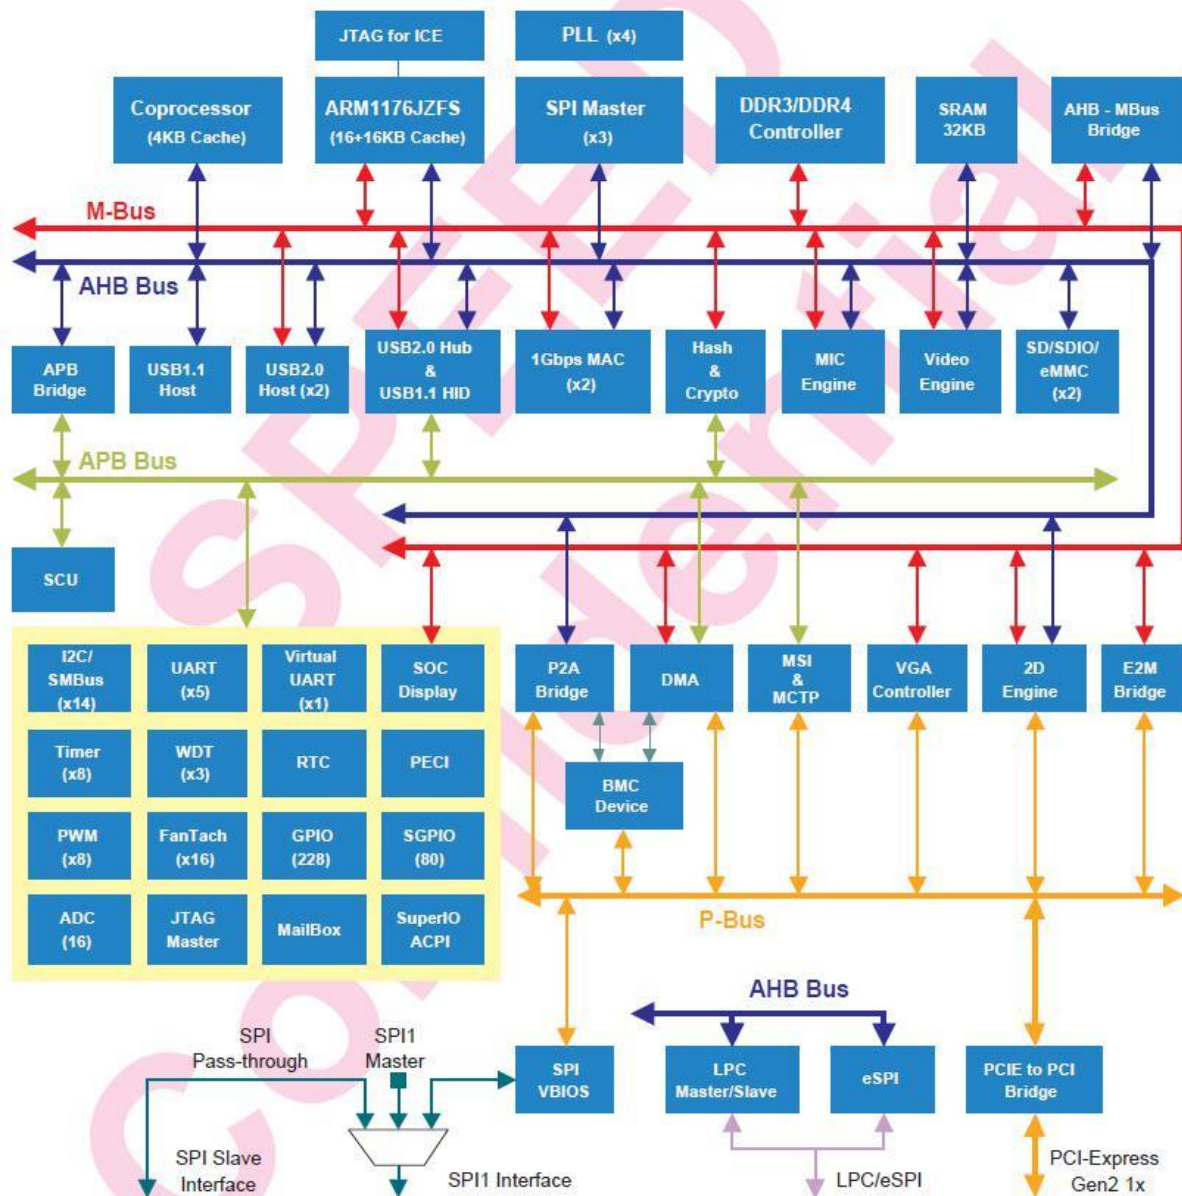 JTAG for ICE
PLL (x4)
Coprocessor
(4KB Cache)
ARM1176JZFS
(16+16KB Cache)
SPI Master
(x3)
DDR3/DDR4
Controller
SRAM
32KB
AHB - MBus
Bridge
M-Bus
AHB Bus
APB
Bridge
USB1.1
Host
USB2.0
Host (x2)
USB2.0 Hub
&
USB1.1 HID
1Gbps MAC
(x2)
Hash
&
Crypto
MIC
Engine
Video
Engine
SD/SDIO/
eMMC
(x2)
APB Bus
SCU
I2C/
SMBus
(x14)
UART
(x5)
Virtual
UART
(x1)
SOC
Display
P2A
Bridge
DMA
MSI
&
MCTP
VGA
Controller
2D
Engine
E2M
Bridge
Timer
(x8)
WDT
(x3)
RTC
PECI
BMC
Device
PWM
(x8)
FanTach
(x16)
GPIO
(228)
SGPIO
(80)
ADC
(16)
JTAG
Master
MailBox
SuperIO
ACPI
P-Bus
AHB Bus
SPI
Pass-through
SPI1
Master
SPI
VBIOS
LPC
Master/Slave
eSPI
PCIE to PCI
Bridge
SPI Slave
Interface
SPI1 Interface
LPC/eSPI
PCI-Express
Gen2 1x